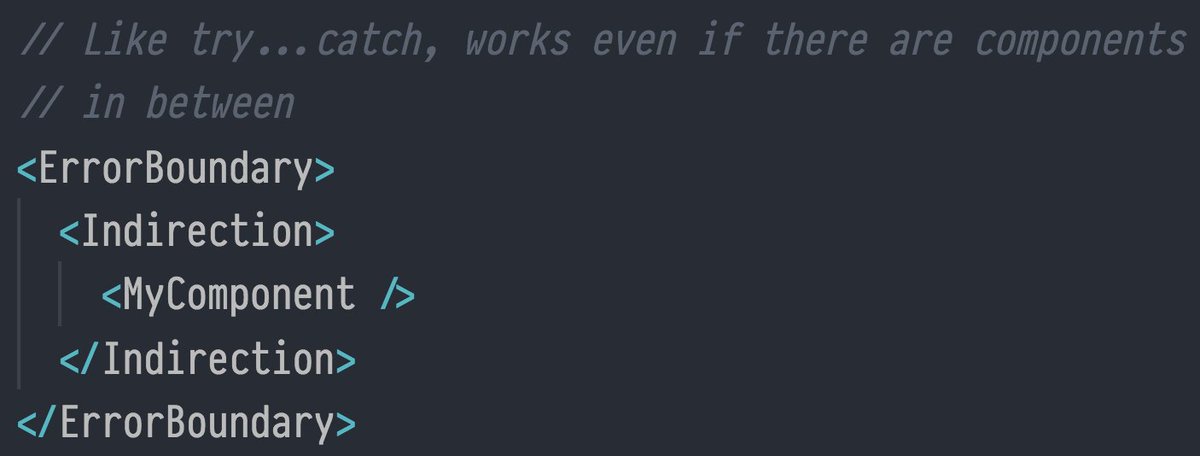 // Like try...catch, works even if there are components
// in between
<ErrorBoundary>
  <Indirection>
    <MyComponent />
  </Indirection>
</ErrorBoundary>